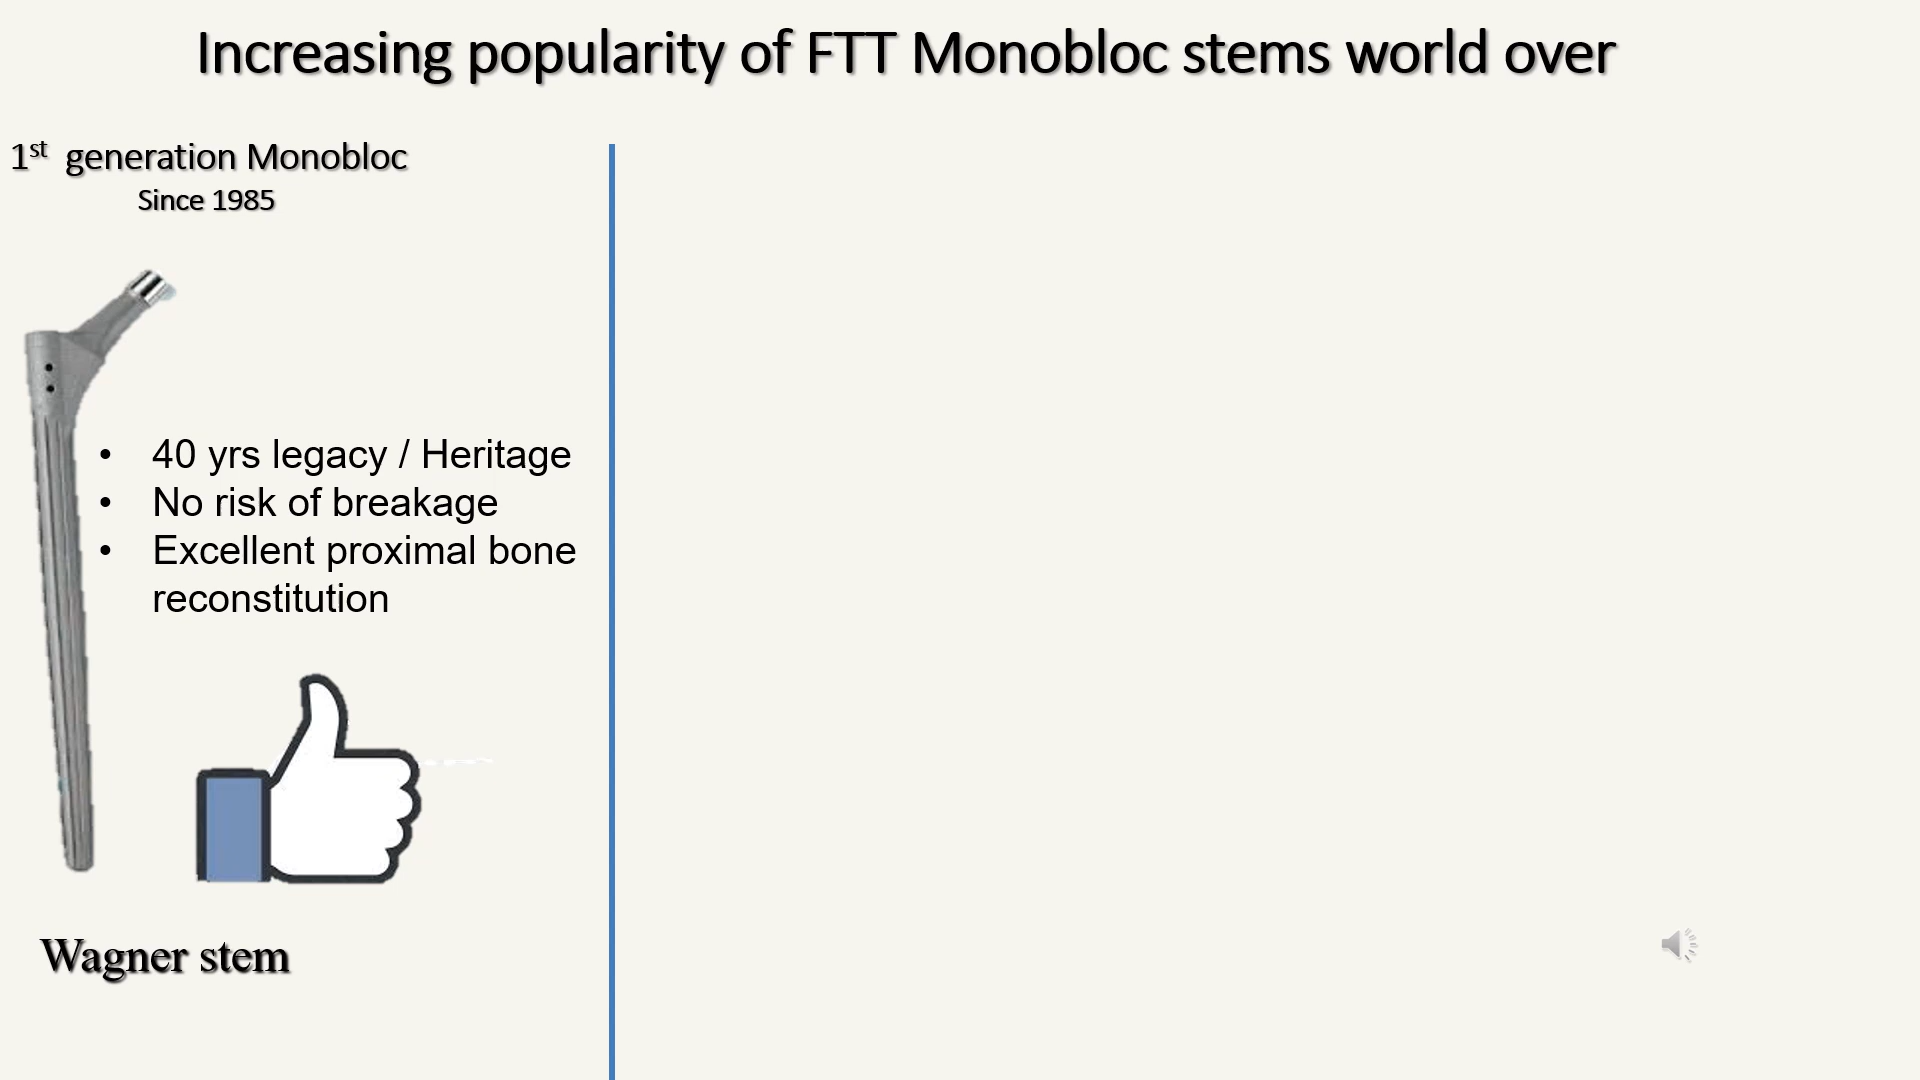 Increasing popularity of FTT Monobloc stems world over
1st generation Monobloc
Since 1985
• 40 yrs legacy / Heritage
• No risk of breakage
• Excellent proximal bone
reconstitution
Wagner stem